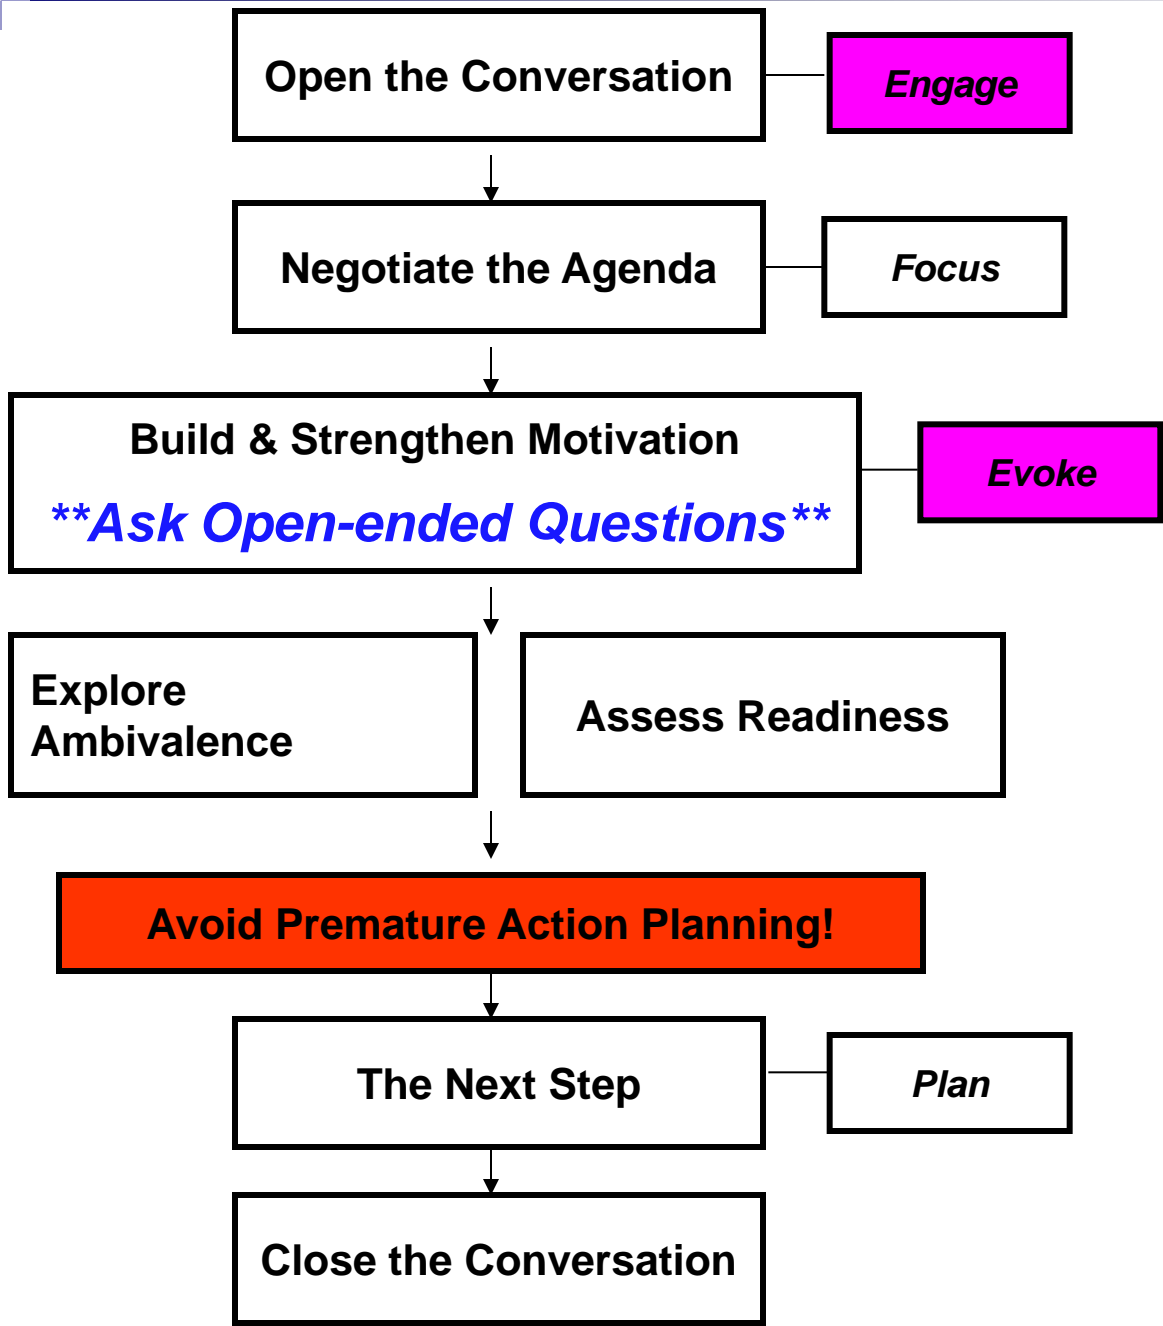 Open the Conversation
Engage
Negotiate the Agenda
Focus
Build & Strengthen Motivation
**Ask Open-ended Questions**
Evoke
Explore
Ambivalence
Assess Readiness
Avoid Premature Action Planning!
The Next Step
Plan
Close the Conversation